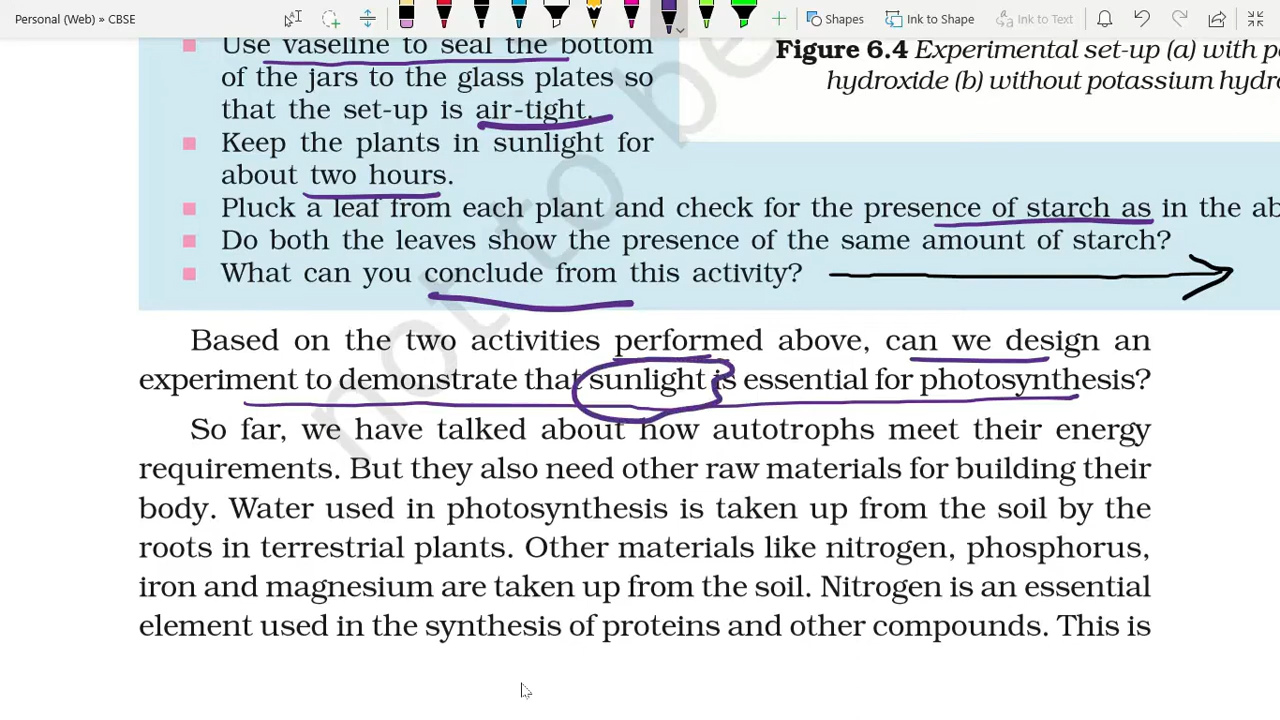 Personal (Web) » CBSE
Shapes
Ink to Shape
Ink to Text
Use vaseline to seal the bottom
of the jars to the glass plates so
that the set-up is air-tight.
Keep the plants in sunlight for
about two hours.
Pluck a leaf from each plant and check for the presence of starch as in the ab
Do both the leaves show the presence of the same amount of starch?
What can you conclude from this activity?
Figure 6.4 Experimental set-up (a) with p
hydroxide (b) without potassium hydro
Based on the two activities performed above, can we design an
experiment to demonstrate that sunlight is essential for photosynthesis?
So far, we have talked about how autotrophs meet their energy
requirements. But they also need other raw materials for building their
body. Water used in photosynthesis is taken up from the soil by the
roots in terrestrial plants. Other materials like nitrogen, phosphorus,
iron and magnesium are taken up from the soil. Nitrogen is an essential
element used in the synthesis of proteins and other compounds. This is
not to be